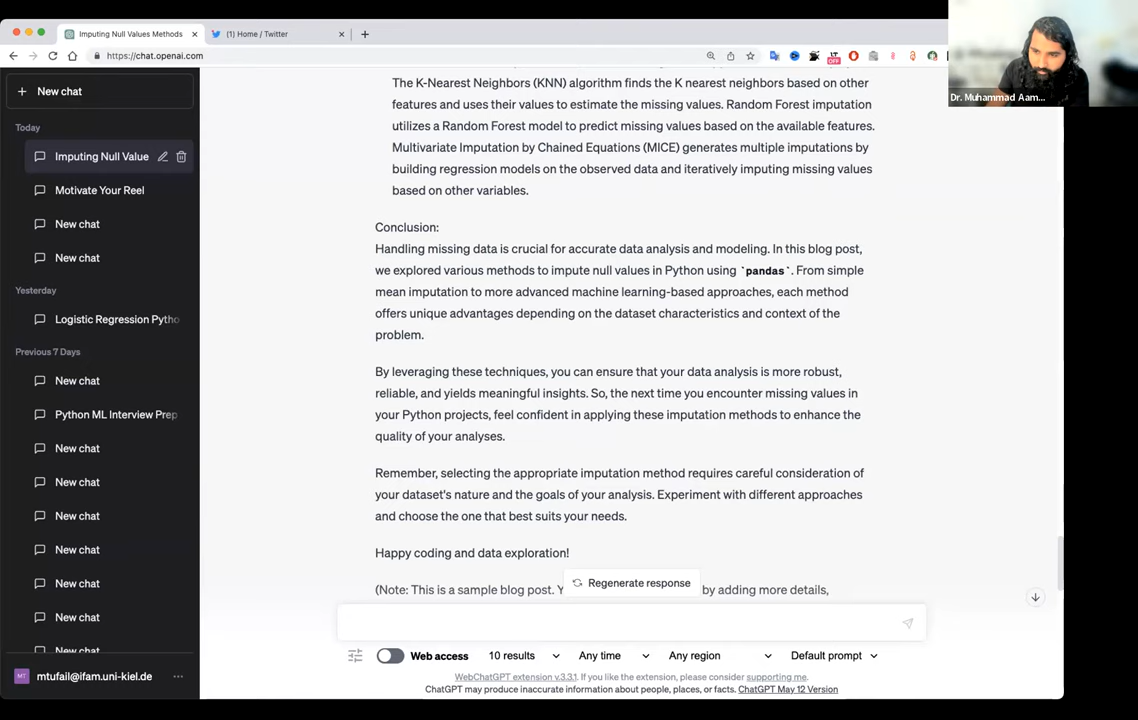 Imputing Null Values Methods
(1) Home / Twitter
https://chat.openai.com
Dr. Muhammad Aam...
New chat
Today
Imputing Null Value
Motivate Your Reel
New chat
New chat
Yesterday
Logistic Regression Pytho
Previous 7 Days
New chat
Python ML Interview Prep
New chat
New chat
New chat
New chat
New chat
New chat
New chat
MT mtufail@ifam.uni-kiel.de
The K-Nearest Neighbors (KNN) algorithm finds the K nearest neighbors based on other
features and uses their values to estimate the missing values. Random Forest imputation
utilizes a Random Forest model to predict missing values based on the available features.
Multivariate Imputation by Chained Equations (MICE) generates multiple imputations by
building regression models on the observed data and iteratively imputing missing values
based on other variables.
Conclusion:
Handling missing data is crucial for accurate data analysis and modeling. In this blog post,
we explored various methods to impute null values in Python using `pandas`. From simple
mean imputation to more advanced machine learning-based approaches, each method
offers unique advantages depending on the dataset characteristics and context of the
problem.
By leveraging these techniques, you can ensure that your data analysis is more robust,
reliable, and yields meaningful insights. So, the next time you encounter missing values in
your Python projects, feel confident in applying these imputation methods to enhance the
quality of your analyses.
Remember, selecting the appropriate imputation method requires careful consideration of
your dataset's nature and the goals of your analysis. Experiment with different approaches
and choose the one that best suits your needs.
Happy coding and data exploration!
Regenerate response
(Note: This is a sample blog post. Y by adding more details,
Web access
10 results
Any time
Any region
Default prompt
WebChatGPT extension v.3.3.1. If you like the extension, please consider supporting me.
ChatGPT may produce inaccurate information about people, places, or facts. ChatGPT May 12 Version